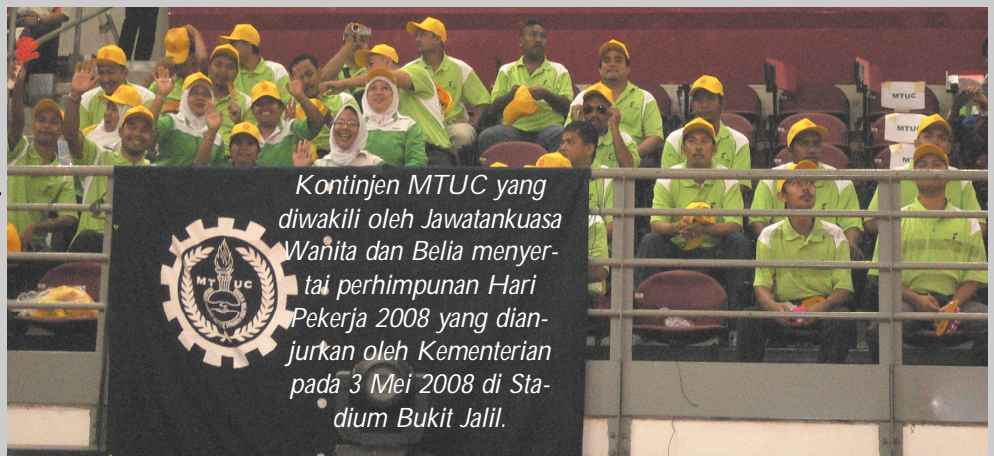 MTUC
MTUC
M
Kontinjen MTUC yang
diwakili oleh Jawatankuasa
Wanita dan Belia menyer-
tai perhimpunan Hari
Pekerja 2008 yang dian-
jurkan oleh Kementerian
pada 3 Mei 2008 di Sta-
dium Bukit Jalil.
MTUC